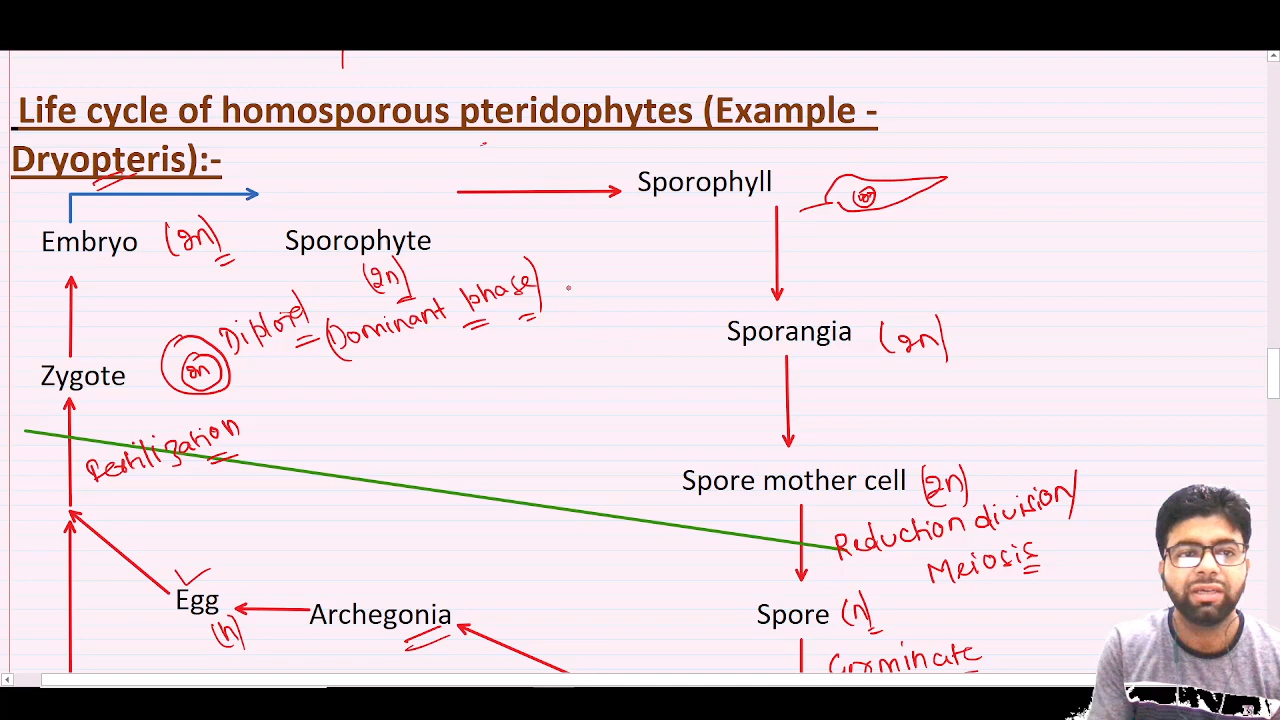 Life cycle of homosporous pteridophytes (Example -
Dryopteris):-
Sporophyll
Embryo (2n)
Sporophyte
(2n)
Diploid (Dominant phase)
Sporangia (2n)
Zygote 2n
Fertilization
Spore mother cell (2n)
Reduction division/
Meiosis
Egg
(n)
Archegonia
Spore (n)
Germinate